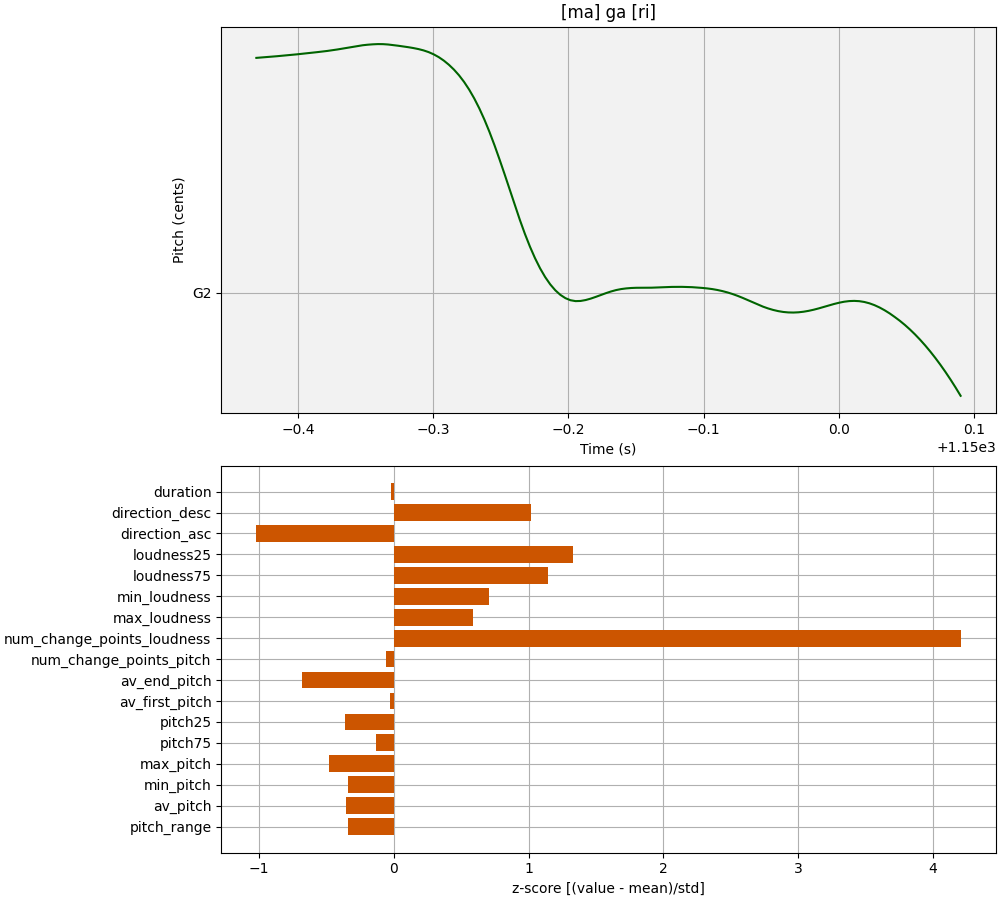 [ma] ga [ri]
Pitch (cents)
G2
−0.4 −0.3 −0.2 −0.1 0.0 0.1
Time (s)
+1.15e3
duration
direction_desc
direction_asc
loudness25
loudness75
min_loudness
max_loudness
num_change_points_loudness
num_change_points_pitch
av_end_pitch
av_first_pitch
pitch25
pitch75
max_pitch
min_pitch
av_pitch
pitch_range
−1 0 1 2 3 4
z-score [(value - mean)/std]